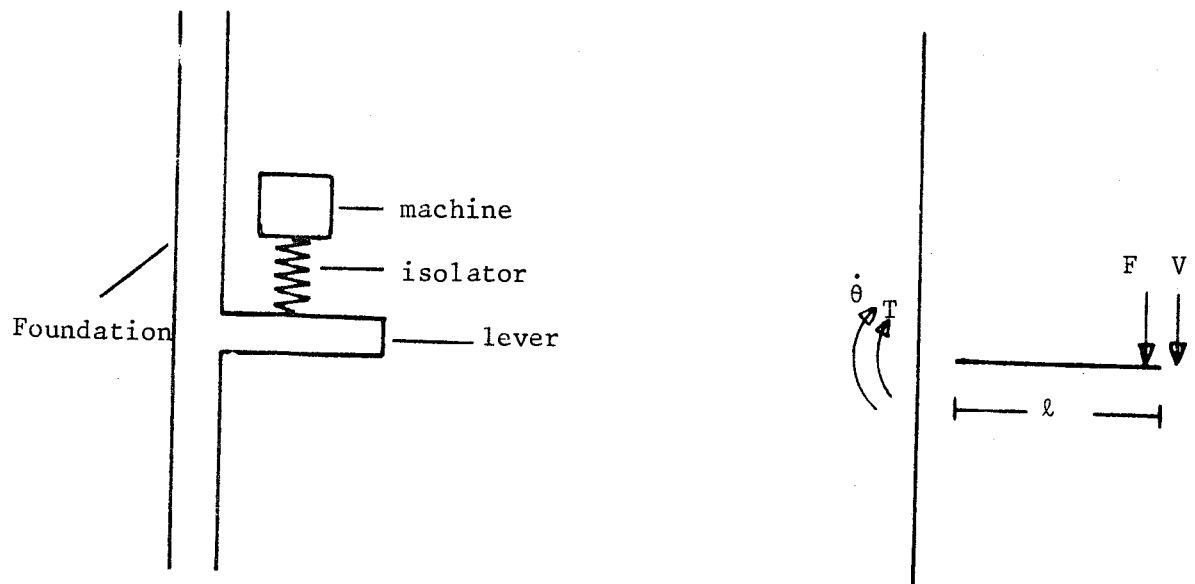 machine
isolator
Foundation
lever
F V
θ̇
T
ℓ